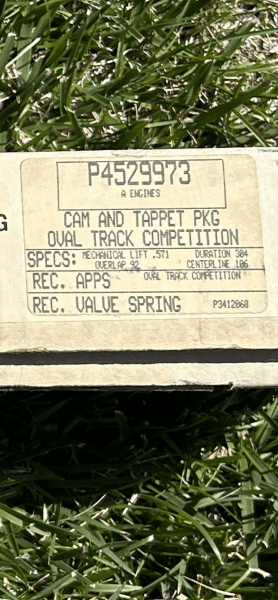 P4529973
A ENGINES
G
CAM AND TAPPET PKG
OVAL TRACK COMPETITION
SPECS: MECHANICAL LIFT .571 DURATION 304
OVERLAP 92 CENTERLINE 106
REC. APPS OVAL TRACK COMPETITION
REC. VALVE SPRING P3412068